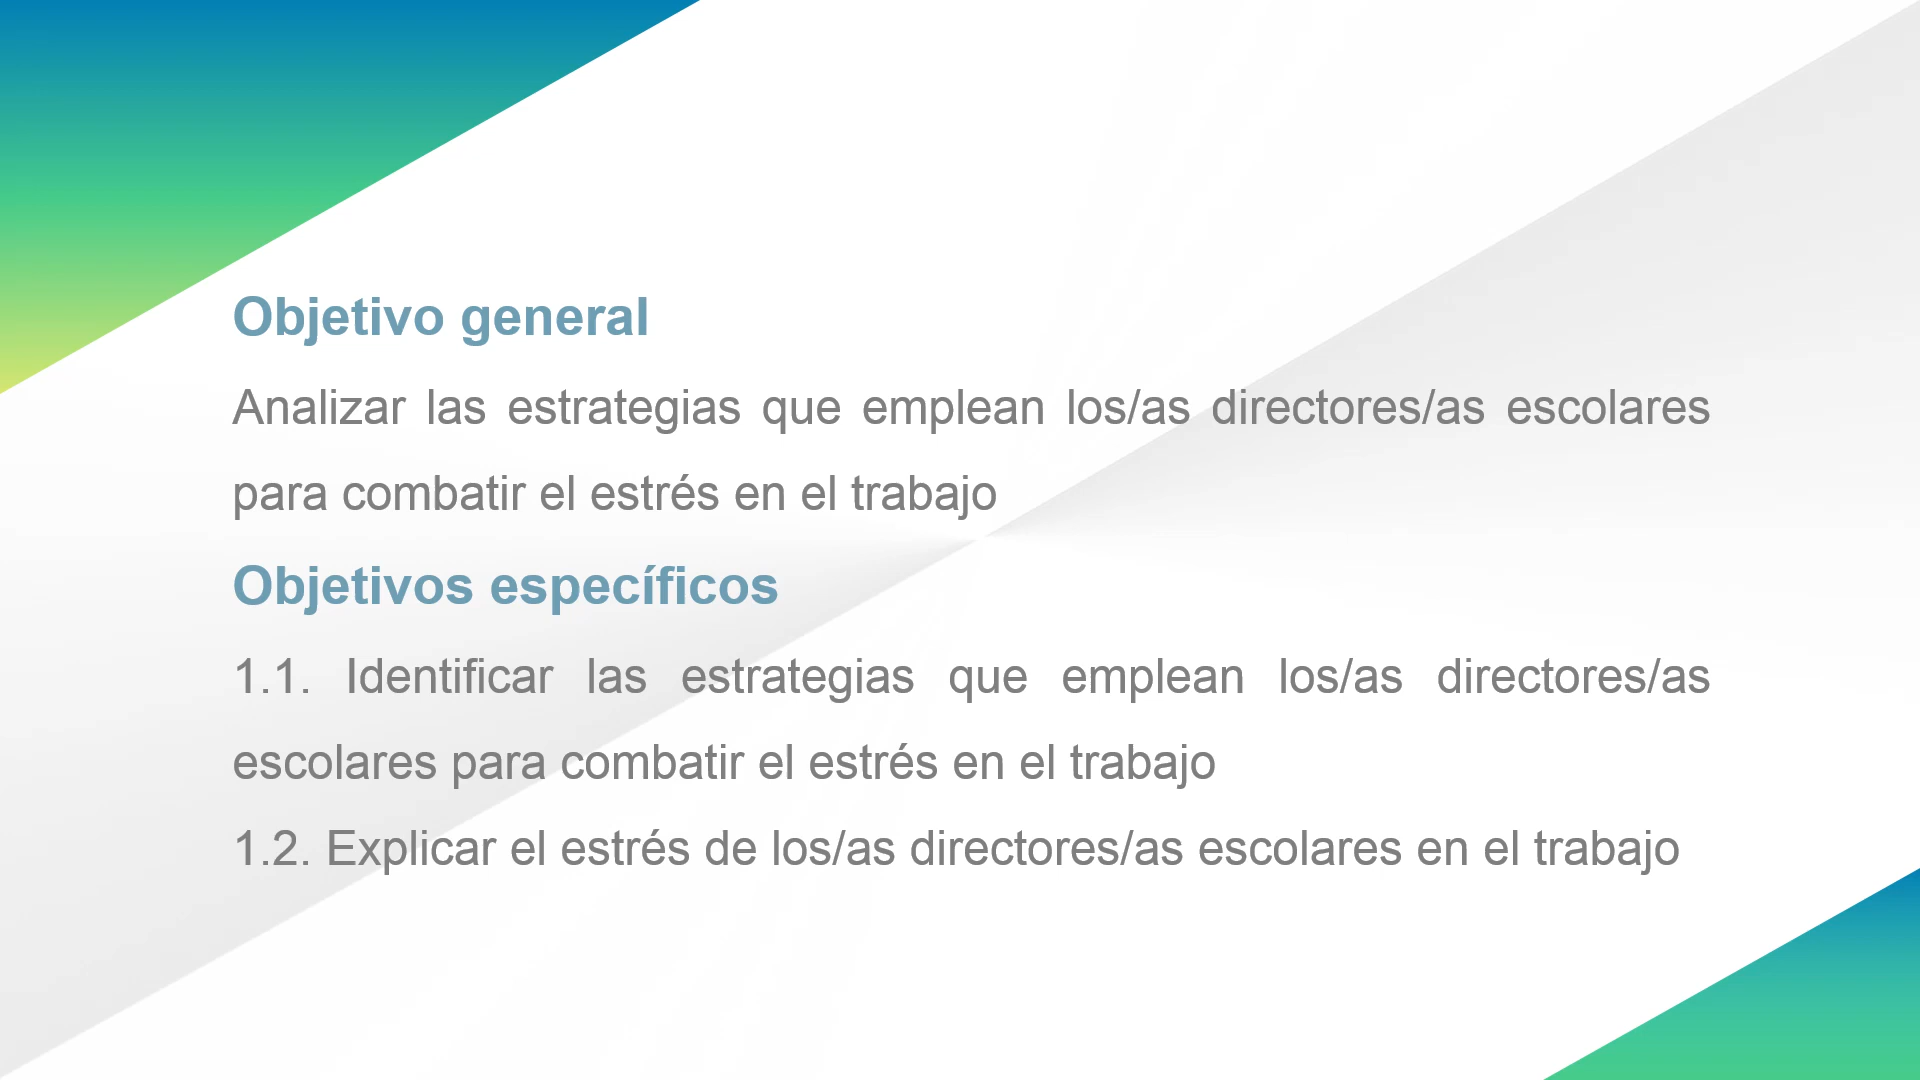 Objetivo general
Analizar las estrategias que emplean los/as directores/as escolares
para combatir el estrés en el trabajo
Objetivos específicos
1.1. Identificar las estrategias que emplean los/as directores/as
escolares para combatir el estrés en el trabajo
1.2. Explicar el estrés de los/as directores/as escolares en el trabajo